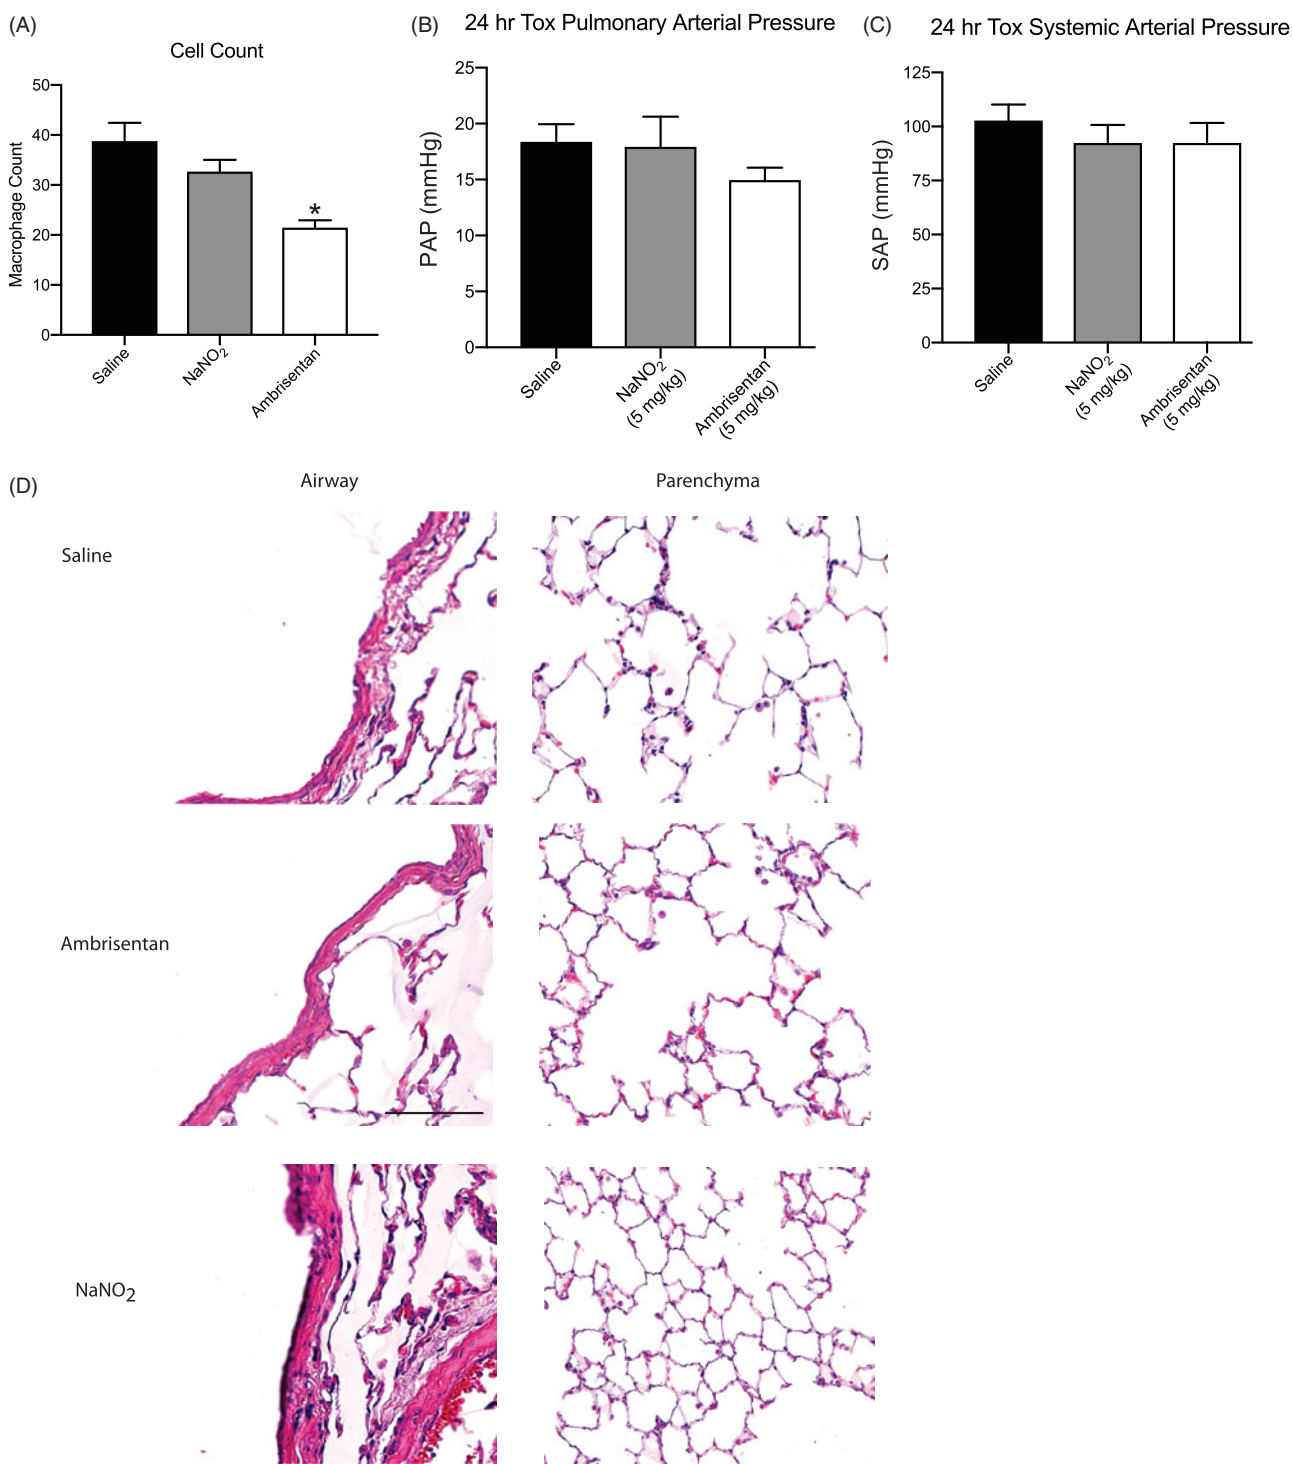 (A)
Cell Count
Macrophage Count
50
40
30
20
10
0
*
Saline
NaNO2
Ambrisentan
(B)
24 hr Tox Pulmonary Arterial Pressure
PAP (mmHg)
25
20
15
10
5
0
Saline
NaNO2
(5 mg/kg)
Ambrisentan
(5 mg/kg)
(C)
24 hr Tox Systemic Arterial Pressure
SAP (mmHg)
125
100
75
50
25
0
Saline
NaNO2
(5 mg/kg)
Ambrisentan
(5 mg/kg)
(D)
Airway
Parenchyma
Saline
Ambrisentan
NaNO2